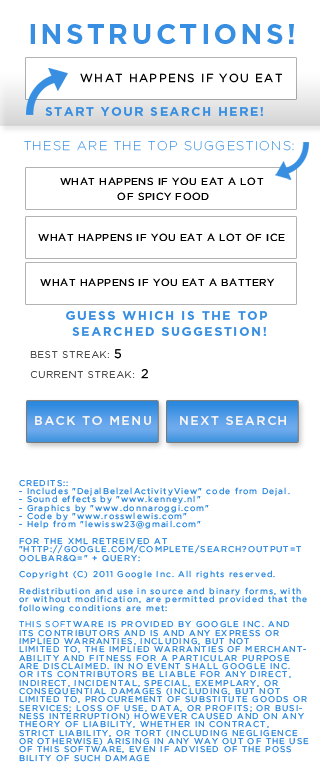 INSTRUCTIONS!
WHAT HAPPENS IF YOU EAT
START YOUR SEARCH HERE!
THESE ARE THE TOP SUGGESTIONS:
WHAT HAPPENS IF YOU EAT A LOT
OF SPICY FOOD
WHAT HAPPENS IF YOU EAT A LOT OF ICE
WHAT HAPPENS IF YOU EAT A BATTERY
GUESS WHICH IS THE TOP
SEARCHED SUGGESTION!
BEST STREAK: 5
CURRENT STREAK: 2
BACK TO MENU
NEXT SEARCH
CREDITS::
- Includes "DejalBelzelActivityView" code from Dejal.
- Sound effects by "www.kenney.nl"
- Graphics by "www.donnaroggi.com"
- Code by "www.rosswlewis.com"
- Help from "lewissw23@gmail.com"
FOR THE XML RETREIVED AT
"HTTP://GOOGLE.COM/COMPLETE/SEARCH?OUTPUT=T
OOLBAR&Q=" + QUERY:
Copyright (C) 2011 Google Inc. All rights reserved.
Redistribution and use in source and binary forms, with
or without modification, are permitted provided that the
following conditions are met:
THIS SOFTWARE IS PROVIDED BY GOOGLE INC. AND
ITS CONTRIBUTORS AND IS AND ANY EXPRESS OR
IMPLIED WARRANTIES, INCLUDING, BUT NOT
LIMITED TO, THE IMPLIED WARRANTIES OF MERCHANT-
ABILITY AND FITNESS FOR A PARTICULAR PURPOSE
ARE DISCLAIMED. IN NO EVENT SHALL GOOGLE INC.
OR ITS CONTRIBUTORS BE LIABLE FOR ANY DIRECT,
INDIRECT, INCIDENTAL, SPECIAL, EXEMPLARY, OR
CONSEQUENTIAL DAMAGES (INCLUDING, BUT NOT
LIMITED TO, PROCUREMENT OF SUBSTITUTE GOODS OR
SERVICES; LOSS OF USE, DATA, OR PROFITS; OR BUSI-
NESS INTERRUPTION) HOWEVER CAUSED AND ON ANY
THEORY OF LIABILITY, WHETHER IN CONTRACT,
STRICT LIABILITY, OR TORT (INCLUDING NEGLIGENCE
OR OTHERWISE) ARISING IN ANY WAY OUT OF THE USE
OF THIS SOFTWARE, EVEN IF ADVISED OF THE POSS
BILITY OF SUCH DAMAGE